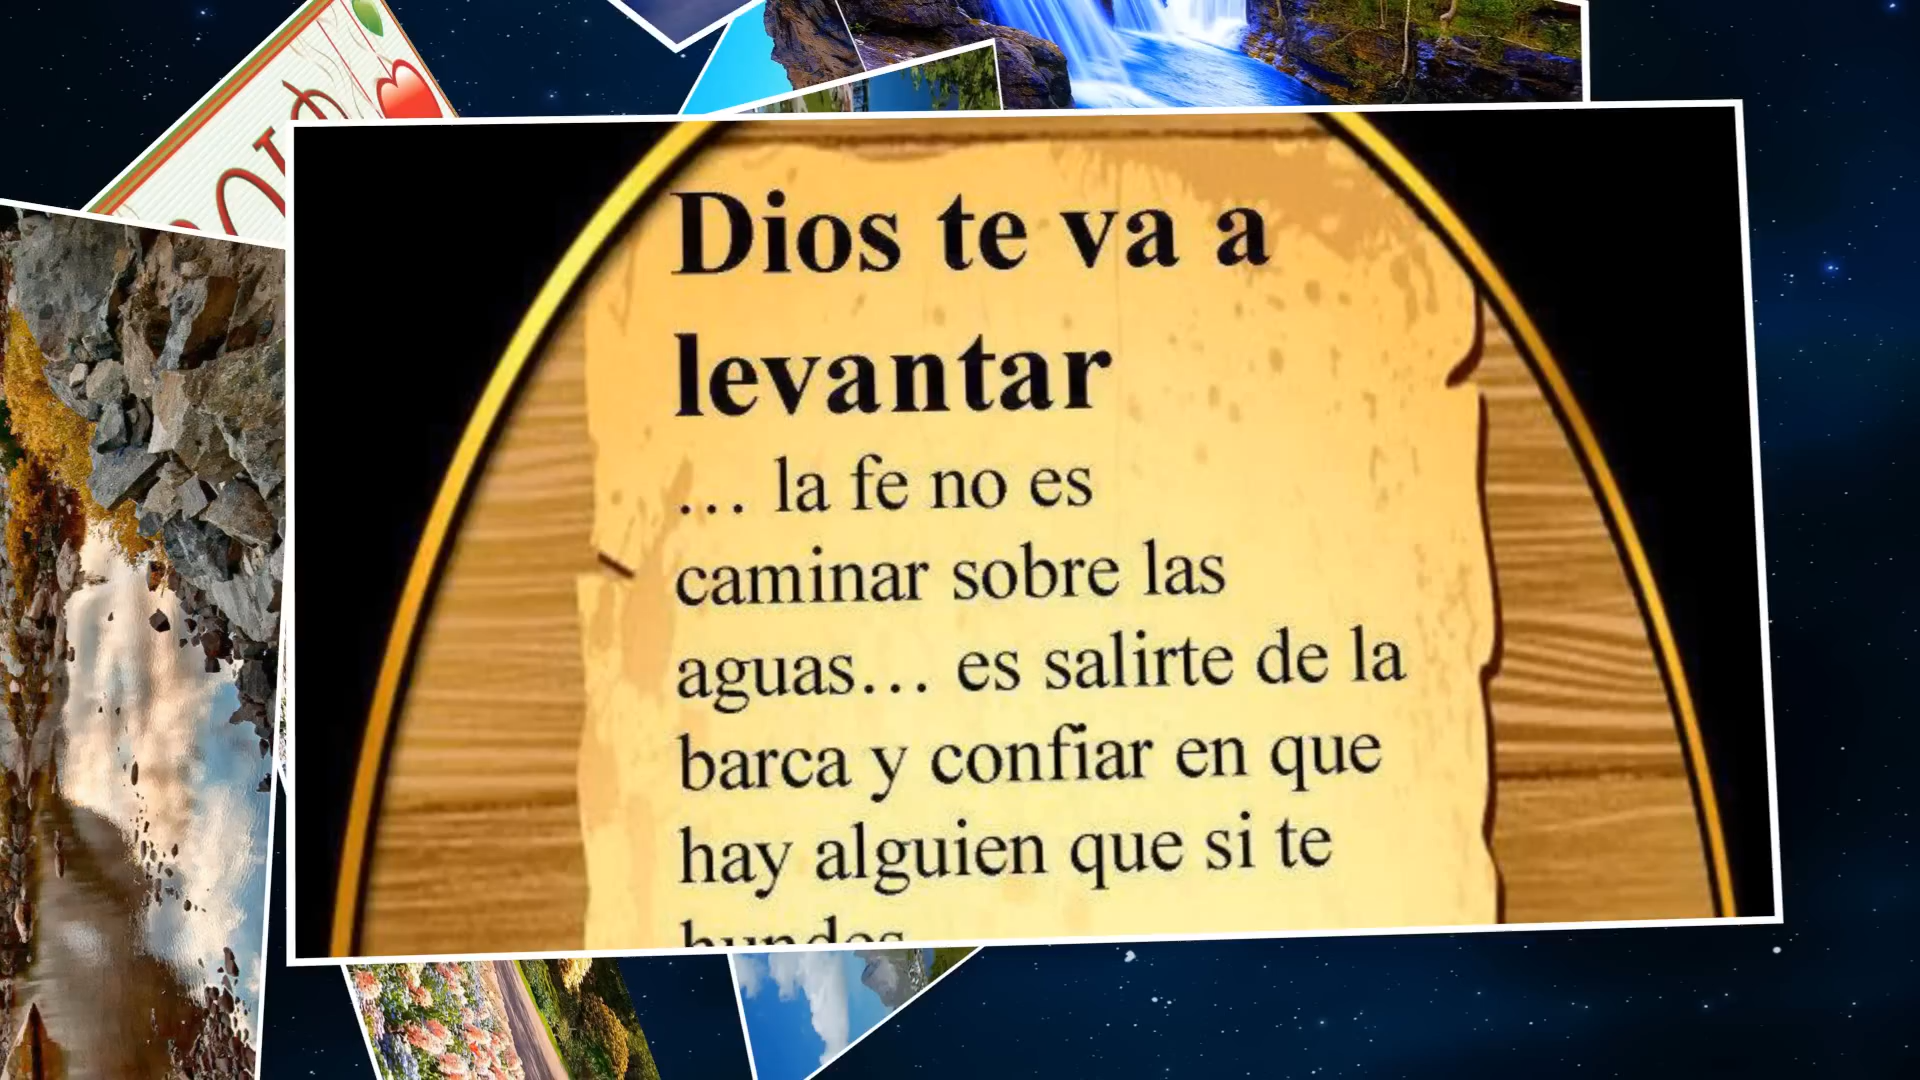 Dios te va a
levantar
... la fe no es
caminar sobre las
aguas... es salirte de la
barca y confiar en que
hay alguien que si te
hundes